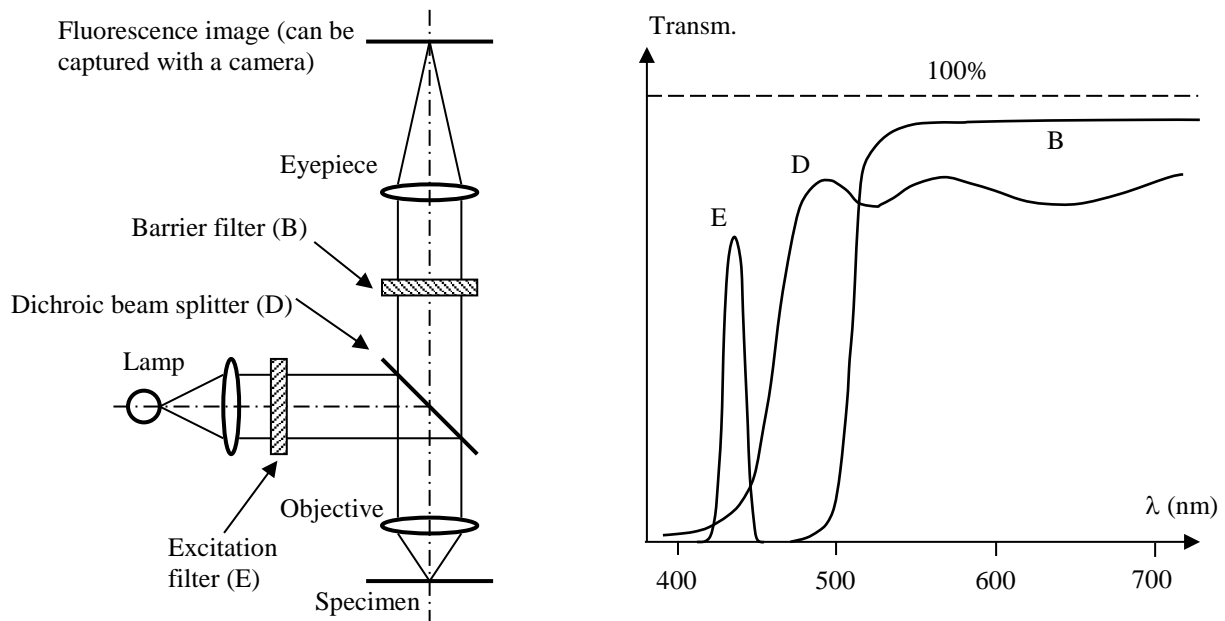 Fluorescence image (can be
captured with a camera)
Eyepiece
Barrier filter (B)
Dichroic beam splitter (D)
Lamp
Objective
Excitation
filter (E)
Specimen
Transm.
100%
B
D
E
λ (nm)
400 500 600 700